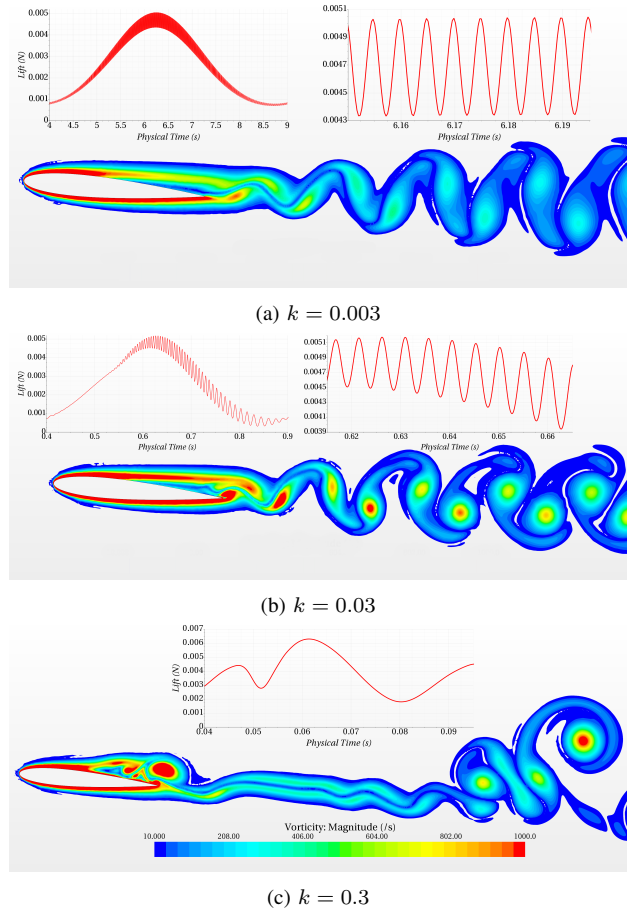 0.005
0.004
0.003
0.002
0.001
0
Lift (N)
4 4.5 5 5.5 6 6.5 7 7.5 8 8.5 9
Physical Time (s)
0.0051
0.0049
0.0047
0.0045
0.0043
6.16 6.17 6.18 6.19
Physical Time (s)
(a) k = 0.003
0.005
0.004
0.003
0.002
0.001
0
Lift (N)
0.4 0.5 0.6 0.7 0.8 0.9
Physical Time (s)
0.0051
0.0048
0.0045
0.0042
0.0039
0.62 0.63 0.64 0.65 0.66
Physical Time (s)
(b) k = 0.03
0.007
0.006
0.005
0.004
0.003
0.002
0.001
0
Lift (N)
0.04 0.05 0.06 0.07 0.08 0.09
Physical Time (s)
Vorticity: Magnitude (/s)
10.000 208.00 406.00 604.00 802.00 1000.0
(c) k = 0.3